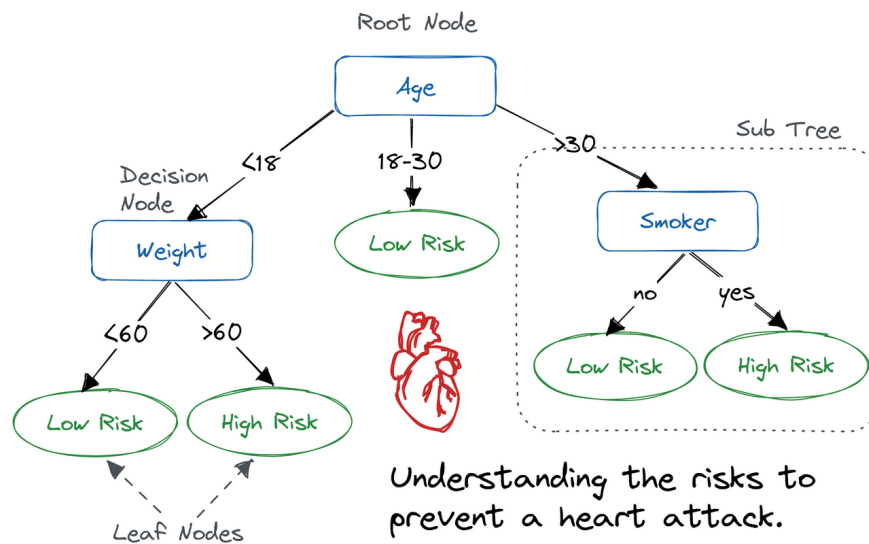 Root Node
Age
Sub Tree
<18
18-30
>30
Decision
Node
Weight
Low Risk
Smoker
<60
>60
no
yes
Low Risk
High Risk
Low Risk
High Risk
Leaf Nodes
Understanding the risks to
prevent a heart attack.